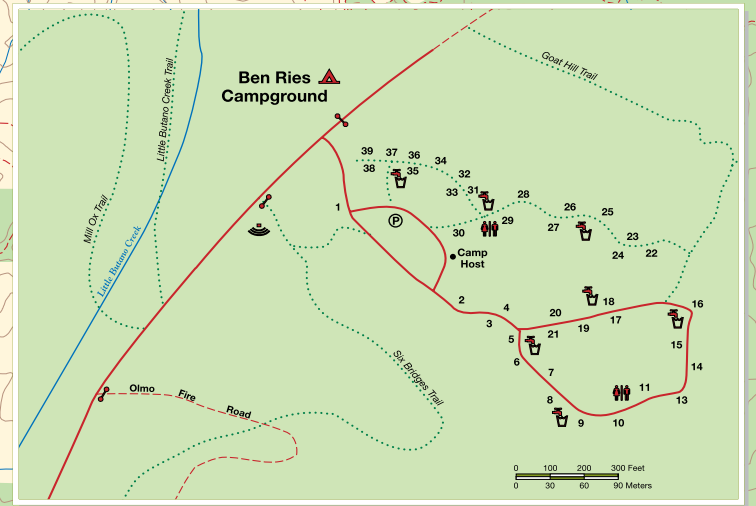 Ben Ries
Campground
Goat Hill Trail
Little Butano Creek Trail
Mill Ox Trail
Little Butano Creek
39
37
36
34
38
35
32
33
31
28
1
P
30
29
26
25
27
23
24
22
Camp
Host
2
4
3
20
18
17
16
19
21
5
15
6
7
14
11
13
8
9
10
Six Bridges Trail
Olmo Fire Road
0 100 200 300 Feet
0 30 60 90 Meters